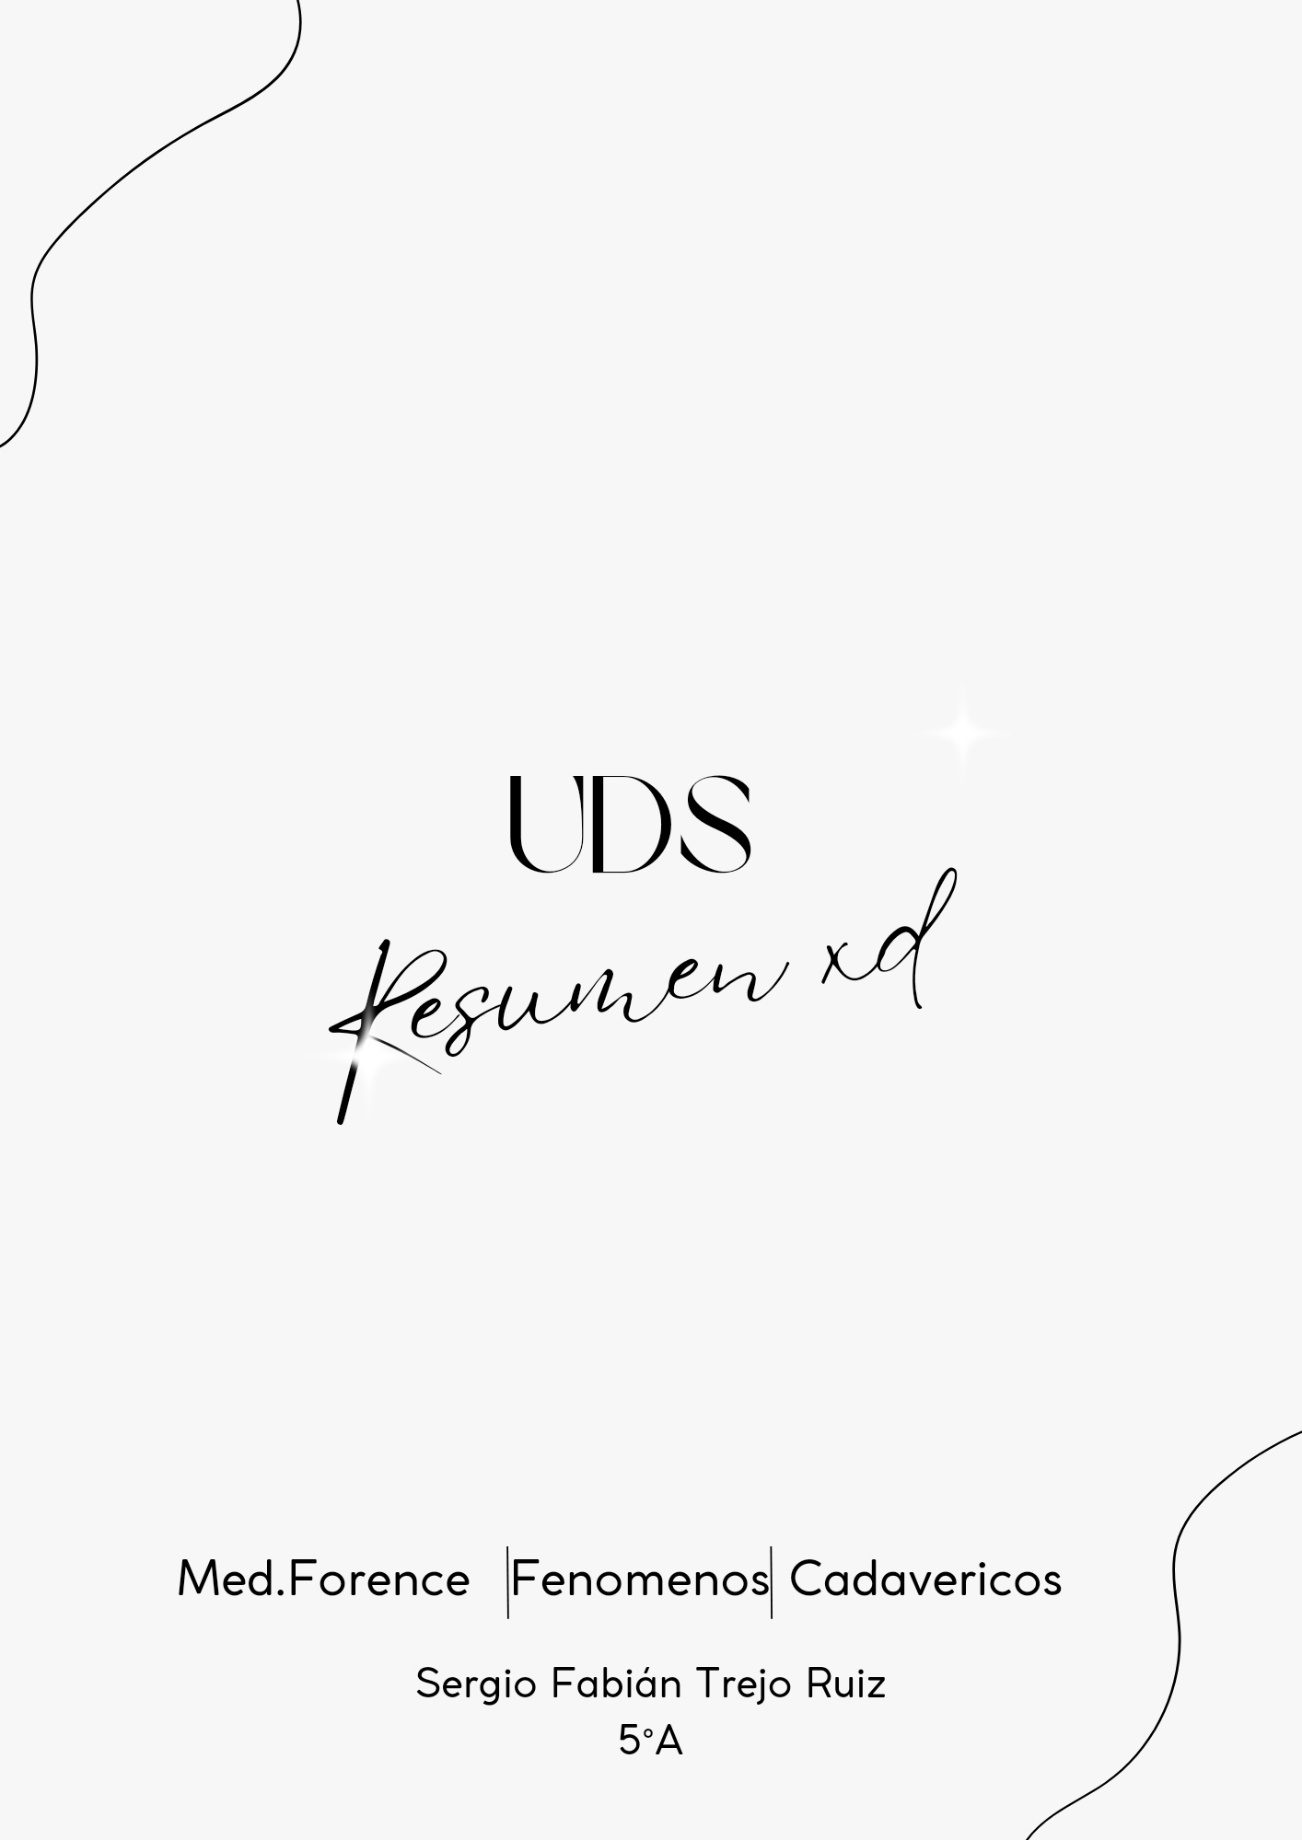 UDS
Resumen xd
Med.Forence Fenomenos Cadavericos
Sergio Fabián Trejo Ruiz
5°A